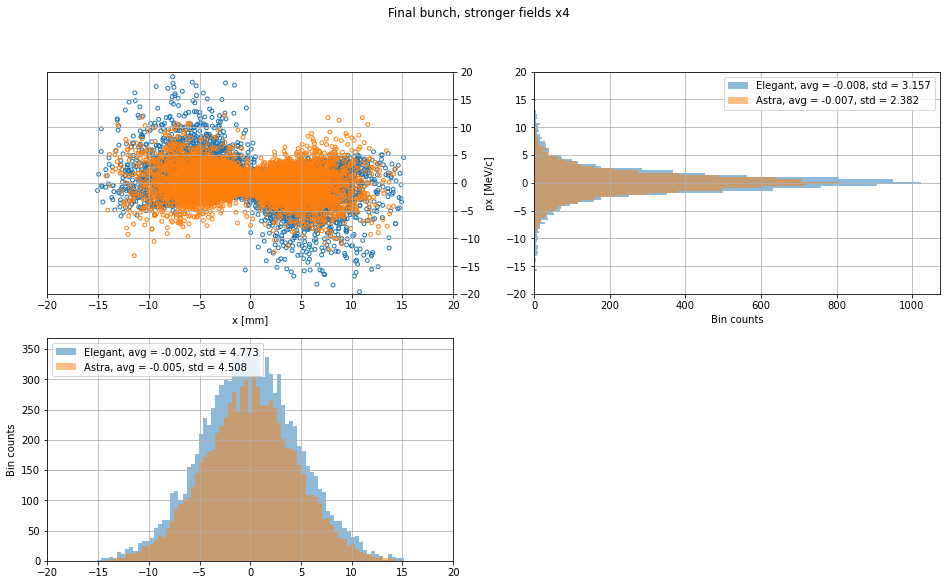 Final bunch, stronger fields x4
20
15
10
5
0
−5
−10
−15
−20
−20 −15 −10 −5 0 5 10 15 20
x [mm]
Elegant, avg = -0.008, std = 3.157
Astra, avg = -0.007, std = 2.382
px [MeV/c]
20
15
10
5
0
−5
−10
−15
−20
0 200 400 600 800 1000
Bin counts
Elegant, avg = -0.002, std = 4.773
Astra, avg = -0.005, std = 4.508
Bin counts
350
300
250
200
150
100
50
0
−20 −15 −10 −5 0 5 10 15 20